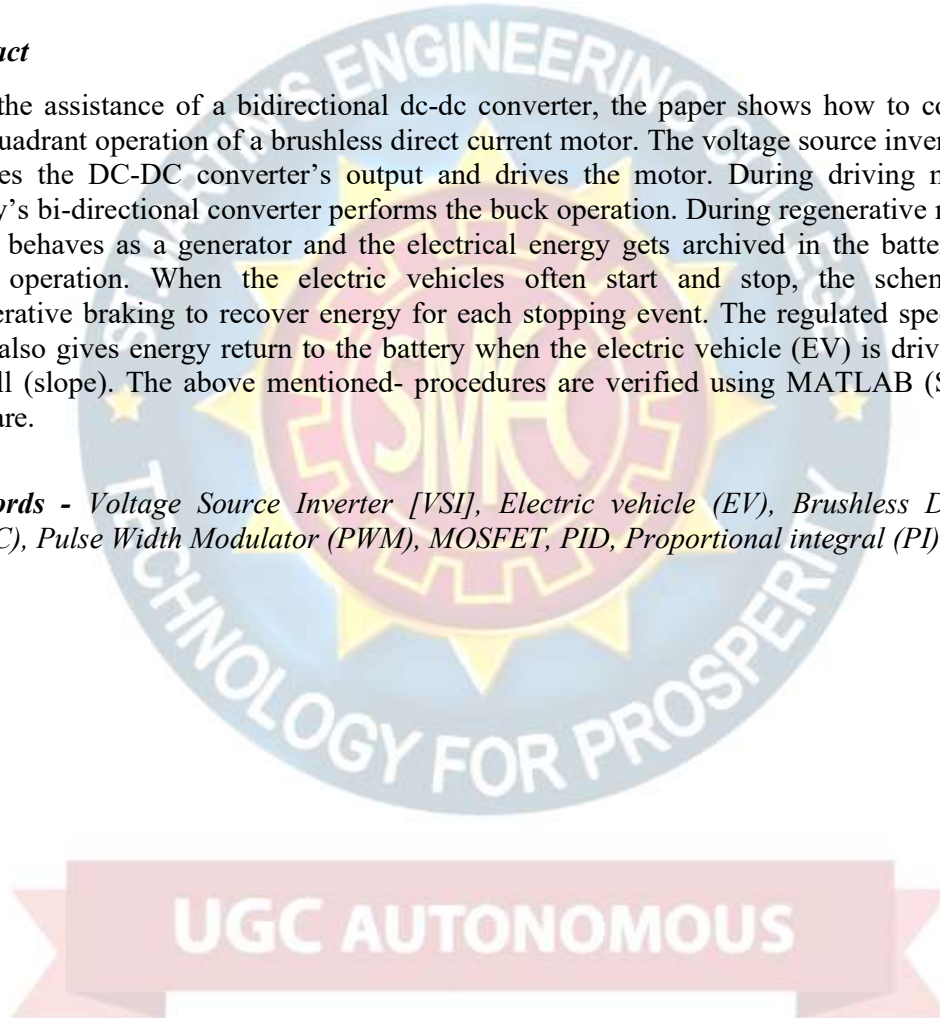 act
the assistance of a bidirectional dc-dc converter, the paper shows how to co
quadrant operation of a brushless direct current motor. The voltage source inver
es the DC-DC converter's output and drives the motor. During driving m
y's bi-directional converter performs the buck operation. During regenerative m
behaves as a generator and the electrical energy gets archived in the batter
operation. When the electric vehicles often start and stop, the schem
erative braking to recover energy for each stopping event. The regulated spee
also gives energy return to the battery when the electric vehicle (EV) is driv
ll (slope). The above mentioned- procedures are verified using MATLAB (S
are.
ords - Voltage Source Inverter [VSI], Electric vehicle (EV), Brushless D
C), Pulse Width Modulator (PWM), MOSFET, PID, Proportional integral (PI)
S. MARTIN'S ENGINEERING COLLEGE
SMEC
TECHNOLOGY FOR PROSPERITY
UGC AUTONOMOUS